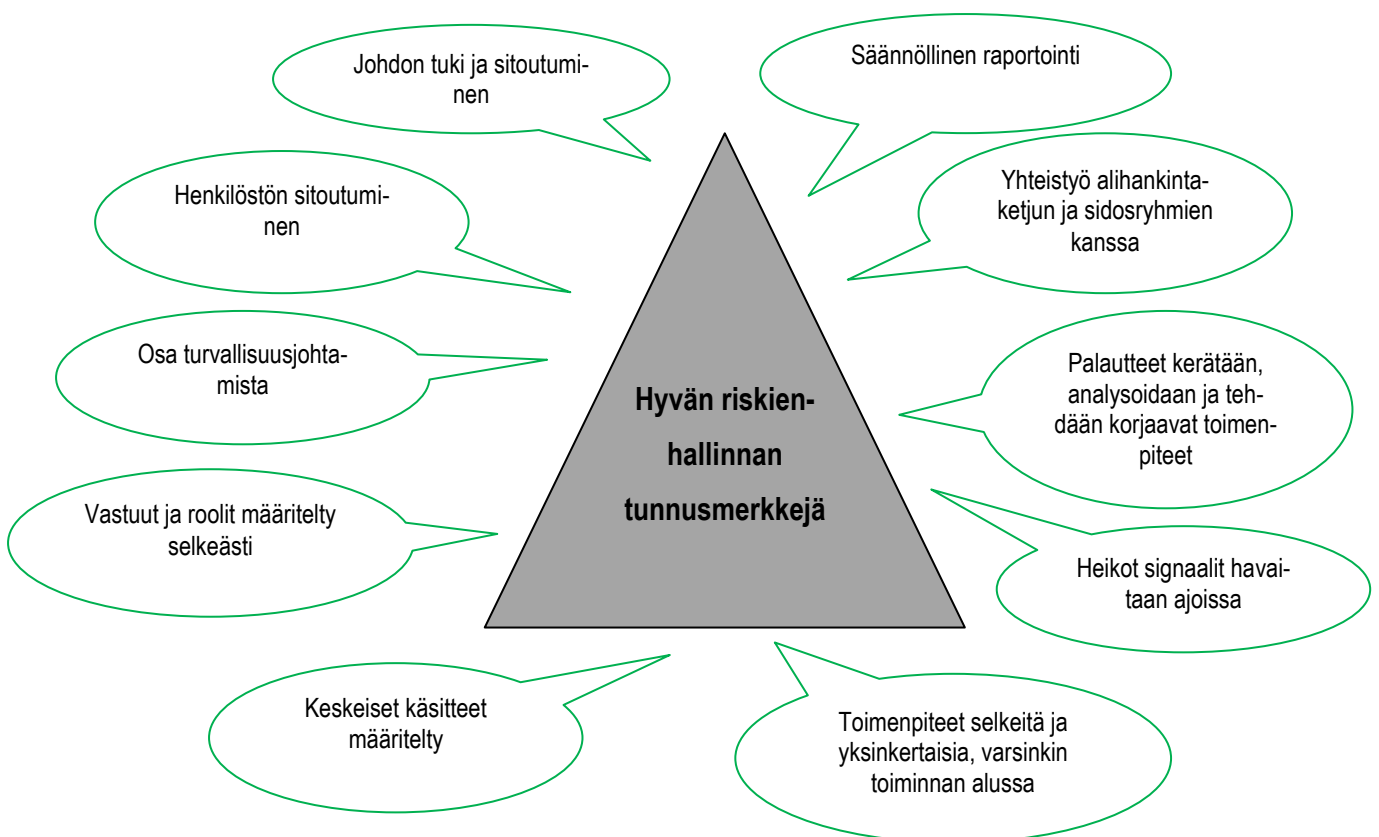 Johdon tuki ja sitoutumi-
nen
Säännöllinen raportointi
Henkilöstön sitoutumi-
nen
Yhteistyö alihankinta-
ketjun ja sidosryhmien
kanssa
Osa turvallisuusjohta-
mista
Palautteet kerätään,
analysoidaan ja teh-
dään korjaavat toimen-
piteet
Hyvän riskien-
hallinnan
tunnusmerkkejä
Vastuut ja roolit määritelty
selkeästi
Heikot signaalit havai-
taan ajoissa
Keskeiset käsitteet
määritelty
Toimenpiteet selkeitä ja
yksinkertaisia, varsinkin
toiminnan alussa